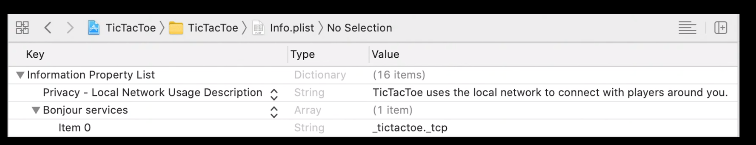 TicTacToe TicTacToe Info.plist No Selection
Key Type Value
Information Property List Dictionary (16 items)
Privacy - Local Network Usage Description String TicTacToe uses the local network to connect with players around you.
Bonjour services Array (1 item)
Item 0 String _tictactoe._tcp